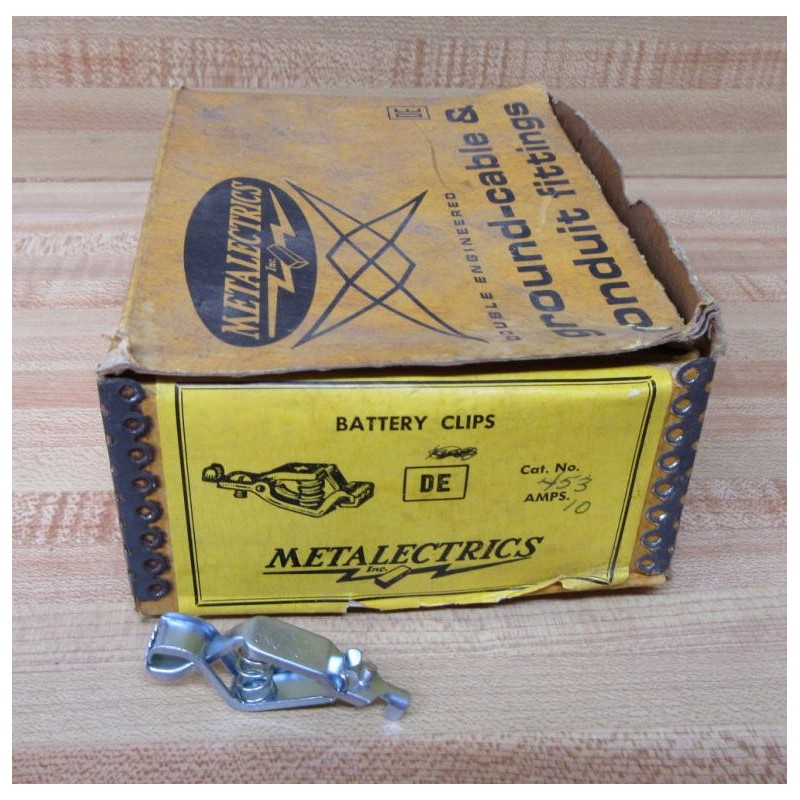 DE
METALECTRICS
Inc.
DOUBLE ENGINEERED
ground-cable &
conduit fittings
BATTERY CLIPS
DE
Cat. No.
453
AMPS.
10
METALECTRICS
Inc.